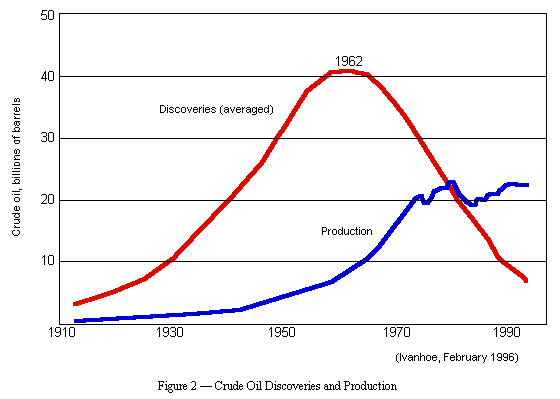 50
1962
40
Discoveries (averaged)
Crude oil, billions of barrels
30
20
Production
10
1910 1930 1950 1970 1990
(Ivanhoe, February 1996)
Figure 2 — Crude Oil Discoveries and Production